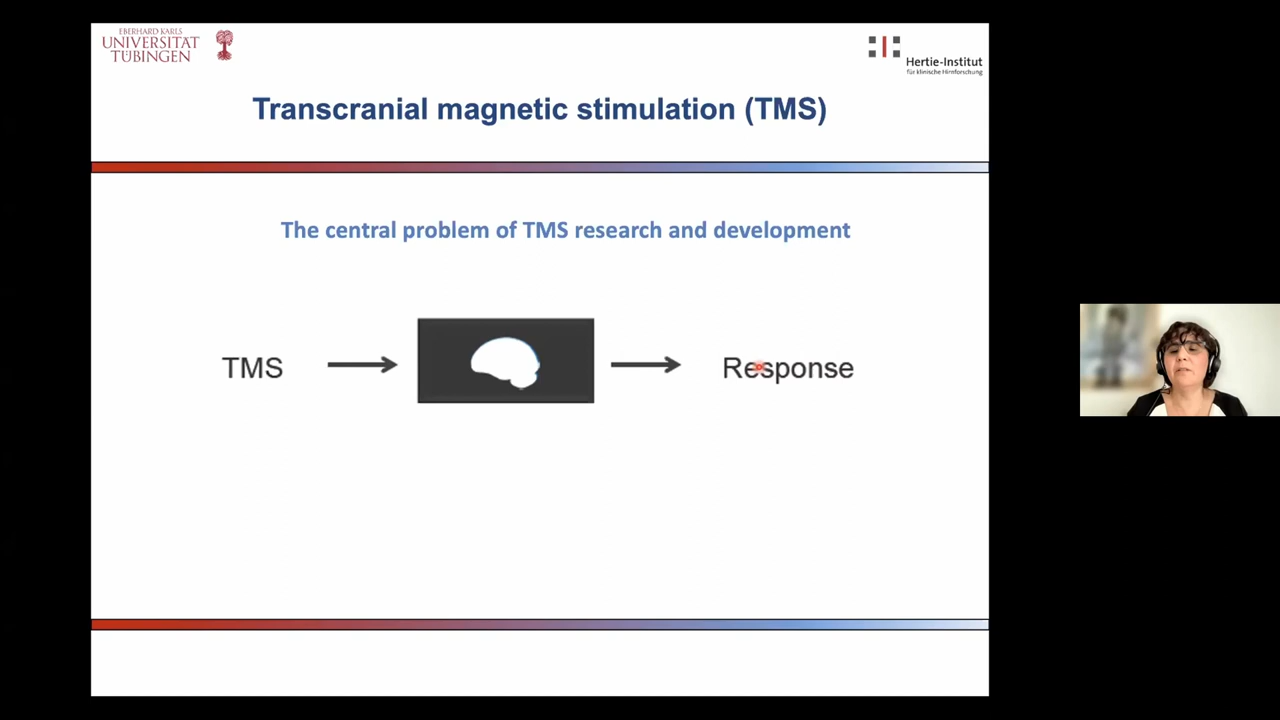 EBERHARD KARLS
UNIVERSITÄT
TÜBINGEN
Hertie-Institut
für klinische Hirnforschung
Transcranial magnetic stimulation (TMS)
The central problem of TMS research and development
TMS
Response